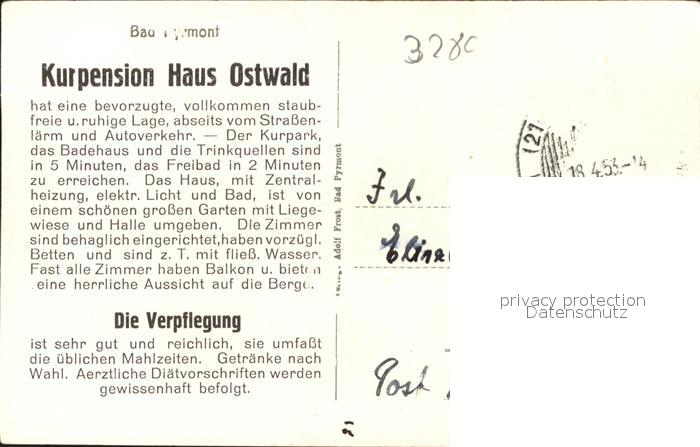 Bad Pyrmont
Kurpension Haus Ostwald
hat eine bevorzugte, vollkommen staub-
freie u. ruhige Lage, abseits vom Straßen-
lärm und Autoverkehr. — Der Kurpark,
das Badehaus und die Trinkquellen sind
in 5 Minuten, das Freibad in 2 Minuten
zu erreichen. Das Haus, mit Zentral-
heizung, elektr. Licht und Bad, ist von
einem schönen großen Garten mit Liege-
wiese und Halle umgeben. Die Zimmer
sind behaglich eingerichtet, haben vorzügl.
Betten und sind z. T. mit fließ. Wasser.
Fast alle Zimmer haben Balkon u. bieten
eine herrliche Aussicht auf die Berge.
Die Verpflegung
ist sehr gut und reichlich, sie umfaßt
die üblichen Mahlzeiten. Getränke nach
Wahl. Aerztliche Diätvorschriften werden
gewissenhaft befolgt.
Adolf Frost, Bad Pyrmont
(21
18.4.53.-14
Frl.
Post
privacy protection
Datenschutz